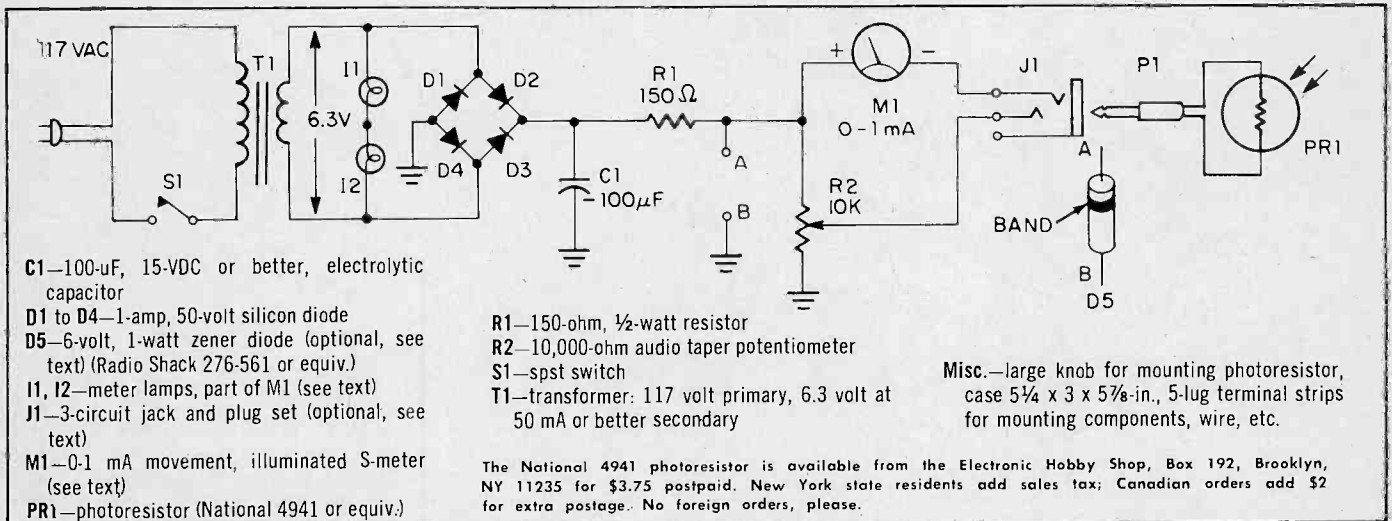 117 VAC
T1
S1
6.3V
I1
I2
D1
D2
D4
D3
C1
100µF
R1
150Ω
A
B
+
-
M1
0-1mA
R2
10K
J1
P1
A
BAND
B
D5
PR1
C1—100-uF, 15-VDC or better, electrolytic
capacitor
D1 to D4—1-amp, 50-volt silicon diode
D5—6-volt, 1-watt zener diode (optional, see
text) (Radio Shack 276-561 or equiv.)
I1, I2—meter lamps, part of M1 (see text)
J1—3-circuit jack and plug set (optional, see
text)
M1—0-1 mA movement, illuminated S-meter
(see text)
PR1—photoresistor (National 4941 or equiv.)
R1—150-ohm, ½-watt resistor
R2—10,000-ohm audio taper potentiometer
S1—spst switch
T1—transformer: 117 volt primary, 6.3 volt at
50 mA or better secondary
Misc.—large knob for mounting photoresistor,
case 5¼ x 3 x 5⅞-in., 5-lug terminal strips
for mounting components, wire, etc.
The National 4941 photoresistor is available from the Electronic Hobby Shop, Box 192, Brooklyn,
NY 11235 for $3.75 postpaid. New York state residents add sales tax; Canadian orders add $2
for extra postage. No foreign orders, please.